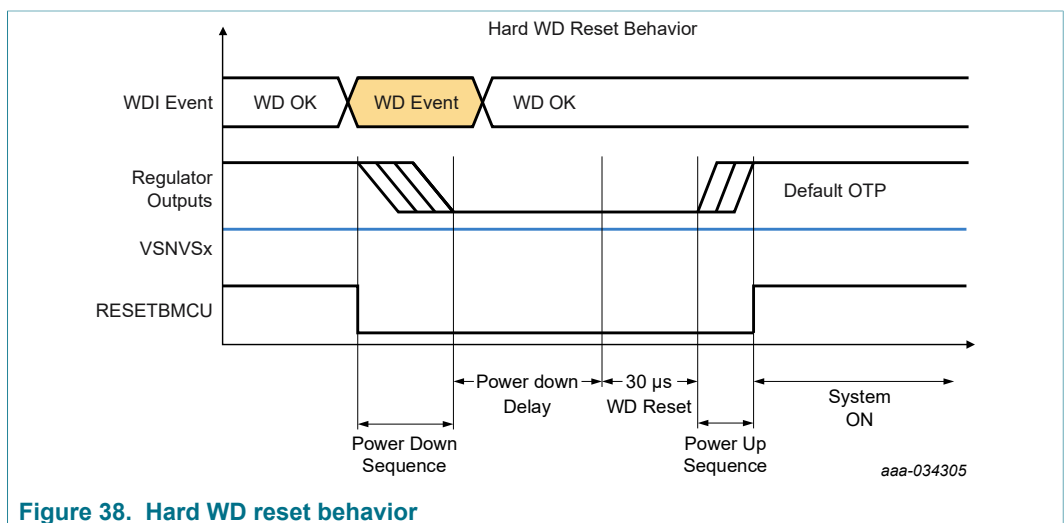 Hard WD Reset Behavior
WDI Event
WD OK
WD Event
WD OK
Regulator
Outputs
Default OTP
VSNVSx
RESETBMCU
Power down
Delay
30 µs
WD Reset
System
ON
Power Down
Sequence
Power Up
Sequence
aaa-034305
Figure 38. Hard WD reset behavior